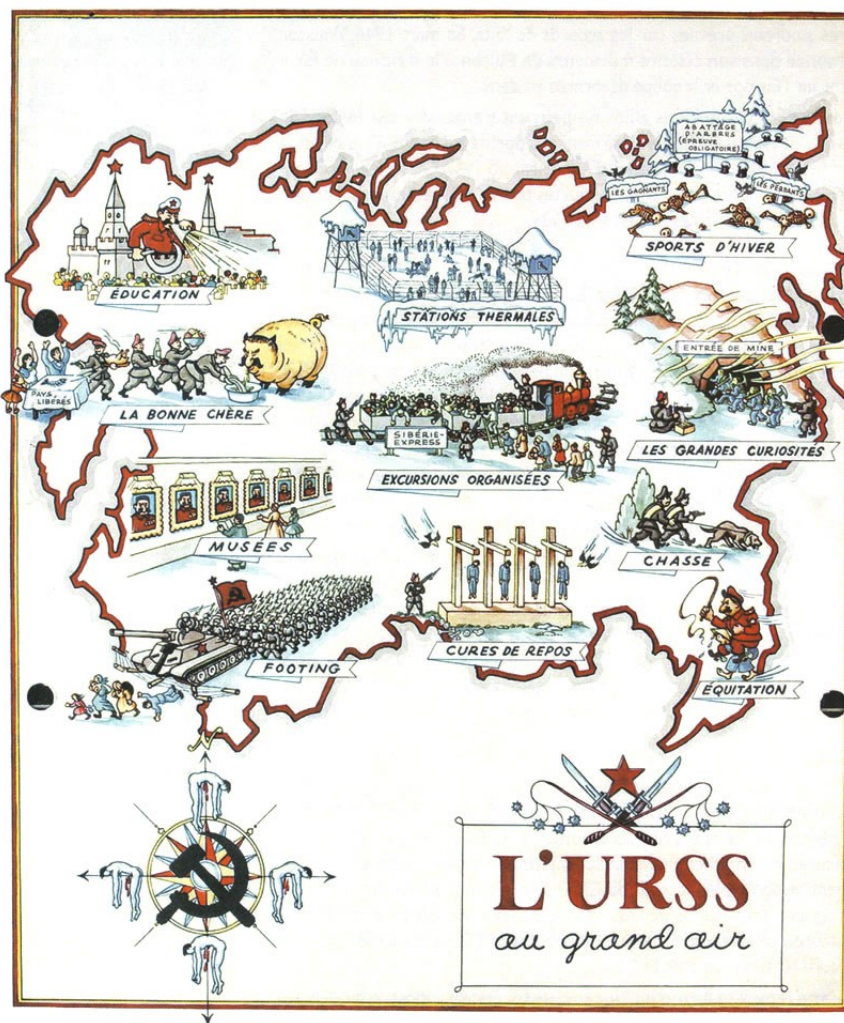 ABATTAGE
D'ARBRES
(ÉPREUVE
OBLIGATOIRE)
LES GAGNANTS
LES PERDANTS
SPORTS D'HIVER
ÉDUCATION
STATIONS THERMALES
PAYS
LIBÉRÉS
LA BONNE CHÈRE
SIBÉRIE-
EXPRESS
EXCURSIONS ORGANISÉES
ENTRÉE DE MINE
LES GRANDES CURIOSITÉS
MUSÉES
CHASSE
FOOTING
CURES DE REPOS
ÉQUITATION
N
L'URSS
au grand air